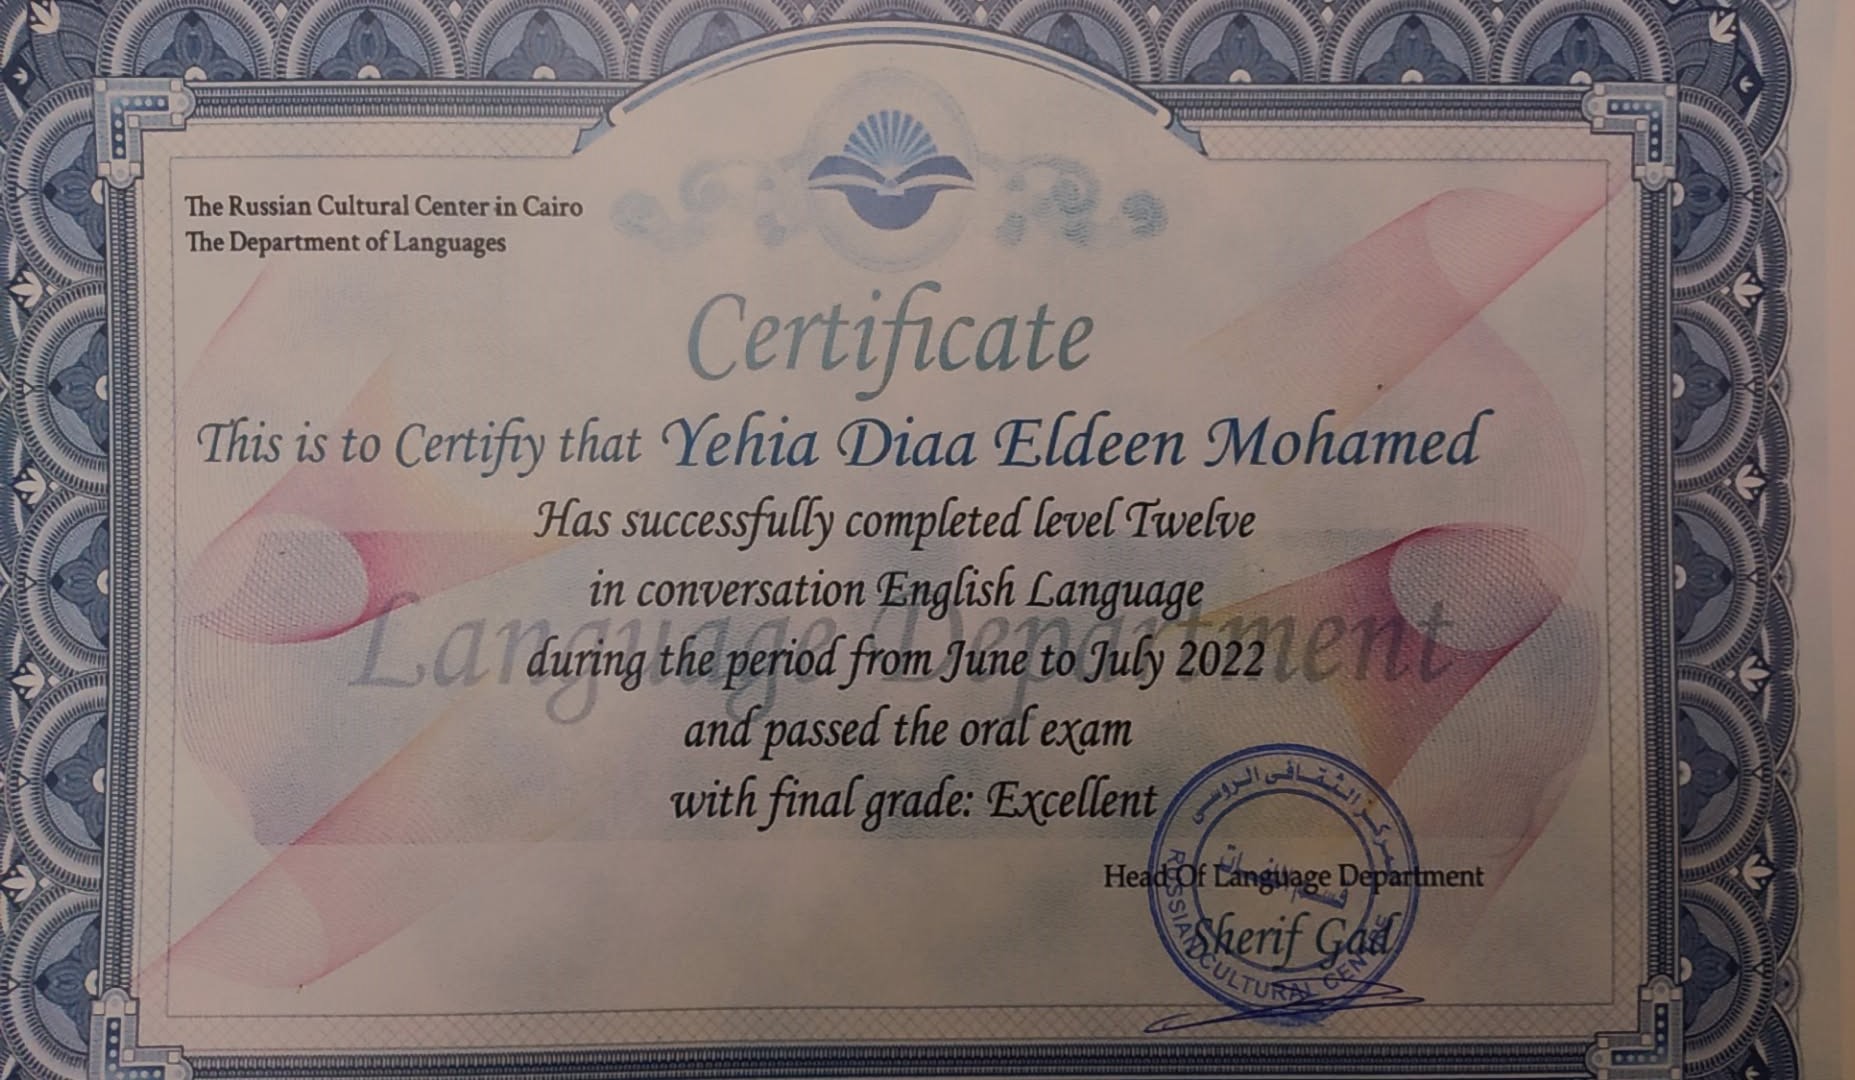 The Russian Cultural Center in Cairo
The Department of Languages
Certificate
This is to Certifiy that Yehia Diaa Eldeen Mohamed
Has successfully completed level Twelve
in conversation English Language
Language Department
during the period from June to July 2022
and passed the oral exam
with final grade: Excellent
المركز الثقافى الروسى
قسم اللغات
Head Of Language Department
Sherif Gad
RUSSIAN CULTURAL CENTRE